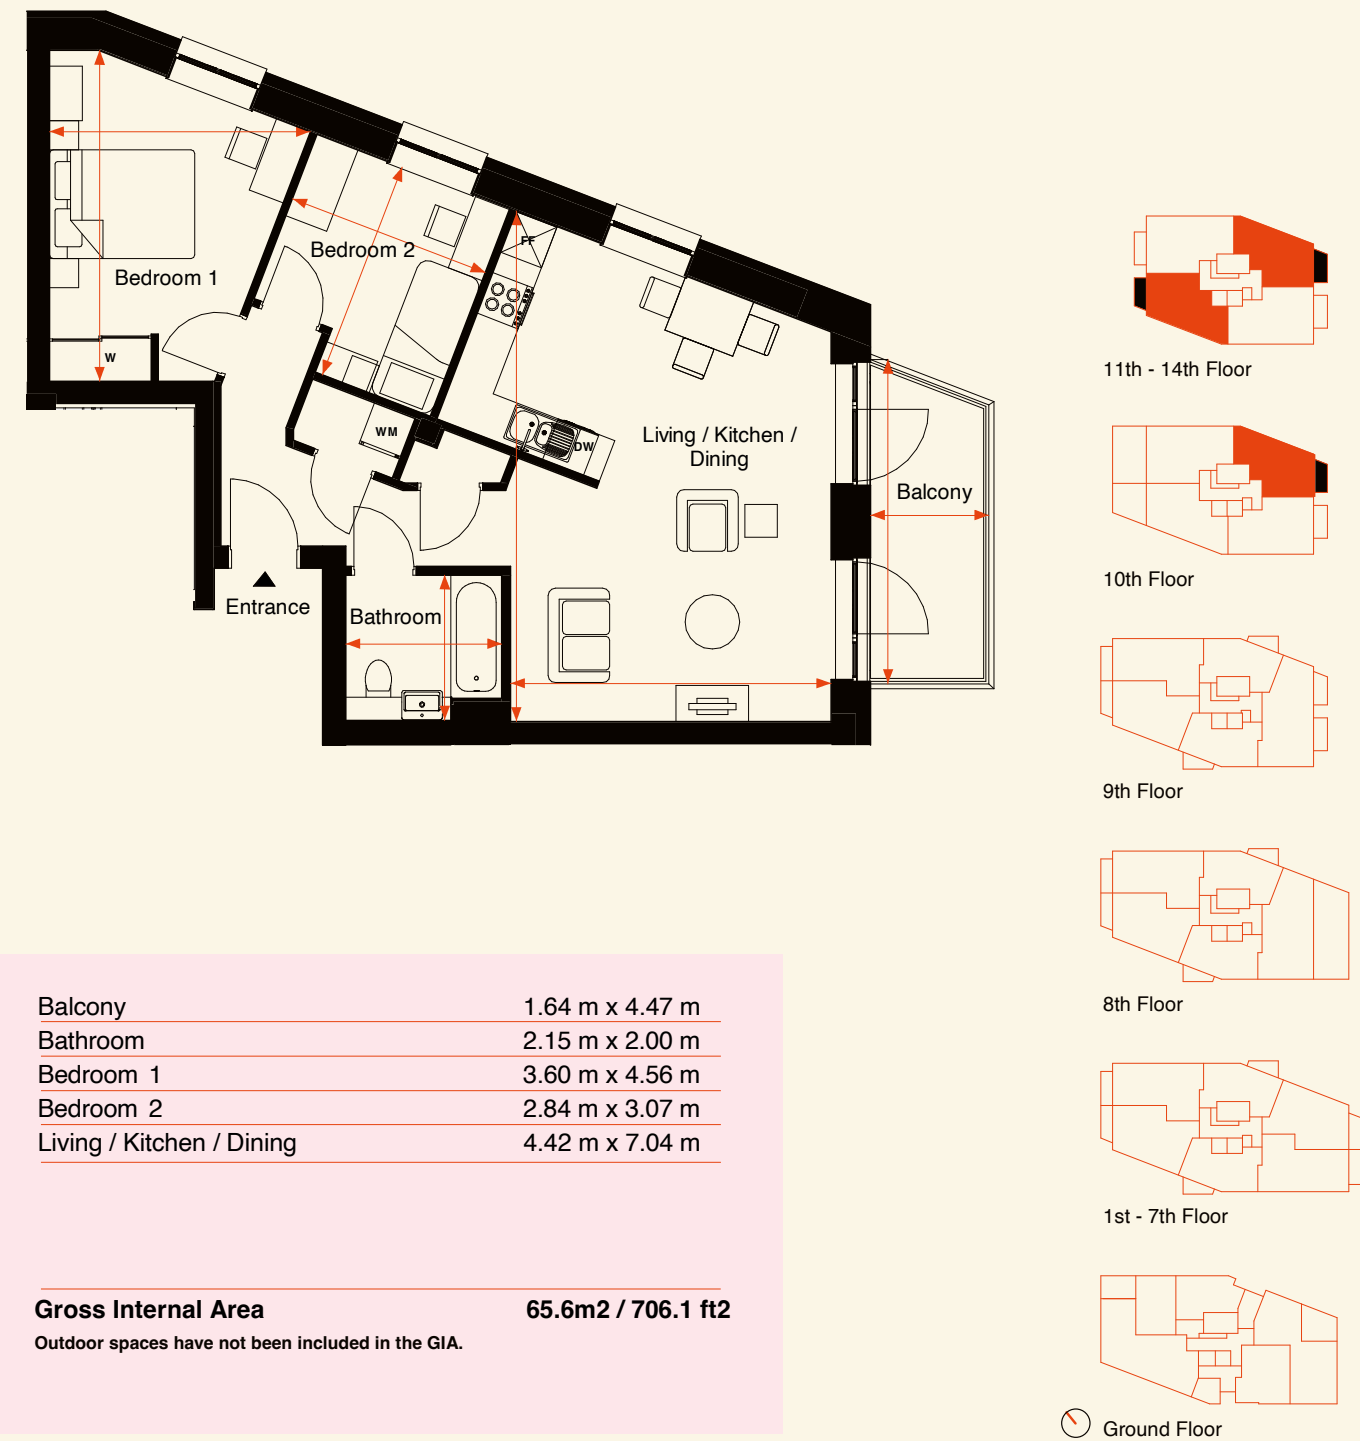 FF
Bedroom 2
Bedroom 1
W
WM
DW
Living / Kitchen /
Dining
Balcony
Entrance
Bathroom
11th - 14th Floor
10th Floor
9th Floor
8th Floor
1st - 7th Floor
Ground Floor
Balcony 1.64 m x 4.47 m
Bathroom 2.15 m x 2.00 m
Bedroom 1 3.60 m x 4.56 m
Bedroom 2 2.84 m x 3.07 m
Living / Kitchen / Dining 4.42 m x 7.04 m
Gross Internal Area 65.6m2 / 706.1 ft2
Outdoor spaces have not been included in the GIA.